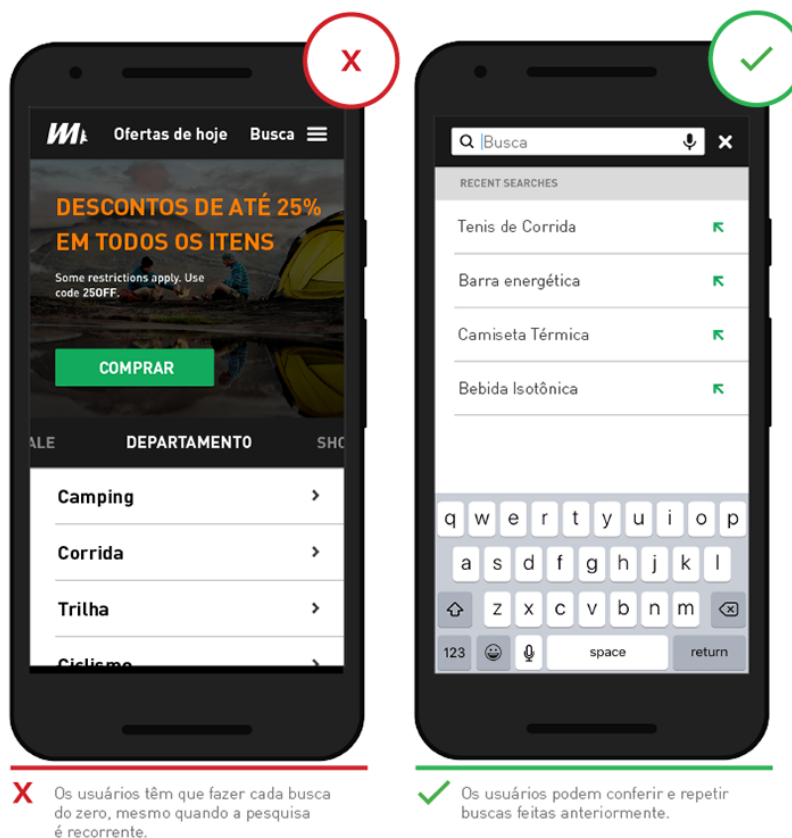 X
Ofertas de hoje Busca
DESCONTOS DE ATÉ 25%
EM TODOS OS ITENS
Some restrictions apply. Use
code 25OFF.
COMPRAR
ALE DEPARTAMENTO SHO
Camping
Corrida
Trilha
Ciclismo
X Os usuários têm que fazer cada busca
do zero, mesmo quando a pesquisa
é recorrente.
Busca
RECENT SEARCHES
Tenis de Corrida
Barra energética
Camiseta Térmica
Bebida Isotônica
q w e r t y u i o p
a s d f g h j k l
z x c v b n m
123 space return
Os usuários podem conferir e repetir
buscas feitas anteriormente.